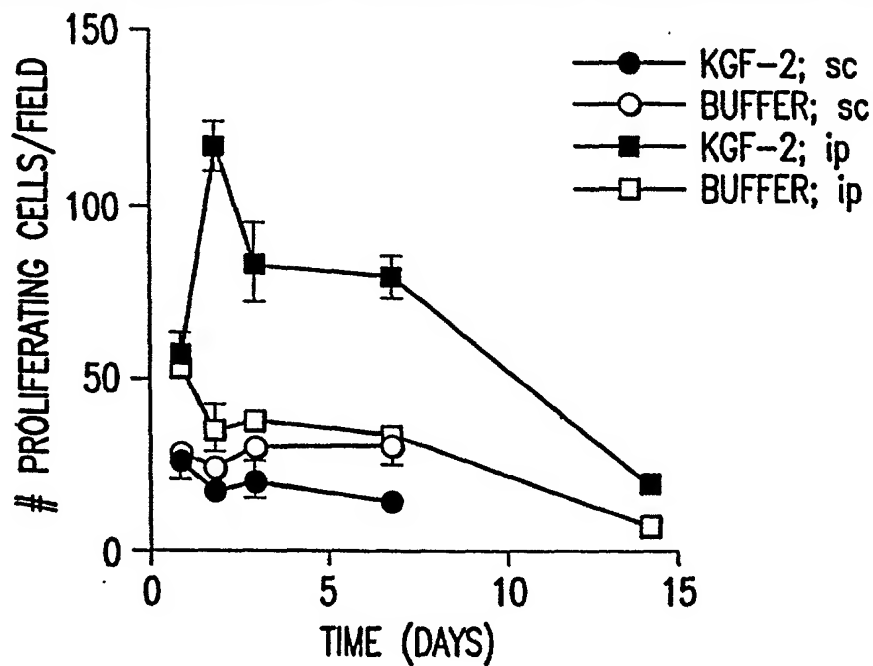 150
100
50
0
# PROLIFERATING CELLS/FIELD
KGF-2; sc
BUFFER; sc
KGF-2; ip
BUFFER; ip
0 5 10 15
TIME (DAYS)